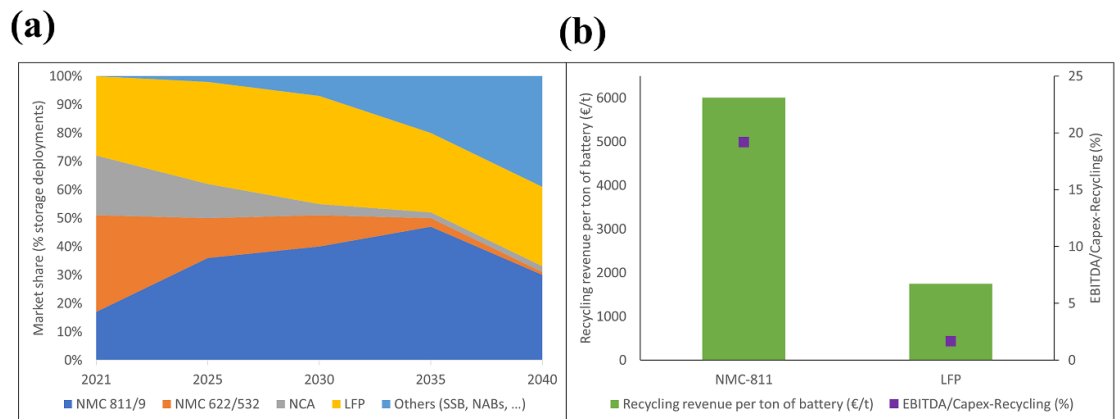 (a)
(b)
Market share (% storage deployments)
100%
90%
80%
70%
60%
50%
40%
30%
20%
10%
0%
2021 2025 2030 2035 2040
NMC 811/9 NMC 622/532 NCA LFP Others (SSB, NABs, ...)
Recycling revenue per ton of battery (€/t)
6000
5000
4000
3000
2000
1000
0
25
20
15
10
5
0
EBITDA/Capex-Recycling (%)
NMC-811 LFP
Recycling revenue per ton of battery (€/t) EBITDA/Capex-Recycling (%)